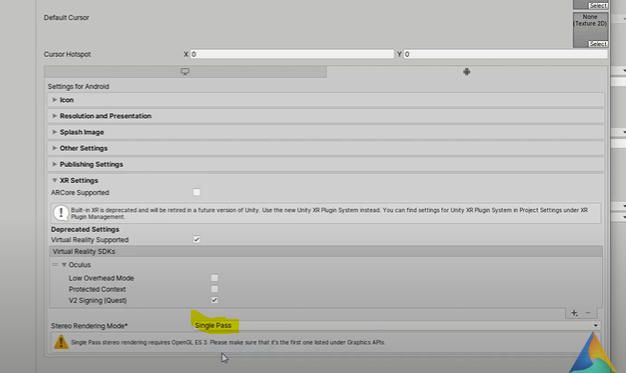 Select
Default Cursor
None
(Texture 2D)
Select
Cursor Hotspot X 0 Y 0
Settings for Android
Icon
Resolution and Presentation
Splash Image
Other Settings
Publishing Settings
XR Settings
ARCore Supported
Built-in XR is deprecated and will be retired in a future version of Unity. Use the new Unity XR Plugin System instead. You can find settings for Unity XR Plugin System in Project Settings under XR
Plugin Management.
Deprecated Settings
Virtual Reality Supported
Virtual Reality SDKs
Oculus
Low Overhead Mode
Protected Context
V2 Signing (Quest)
Stereo Rendering Mode* Single Pass
Single Pass stereo rendering requires OpenGL ES 3. Please make sure that it's the first one listed under Graphics APIs.